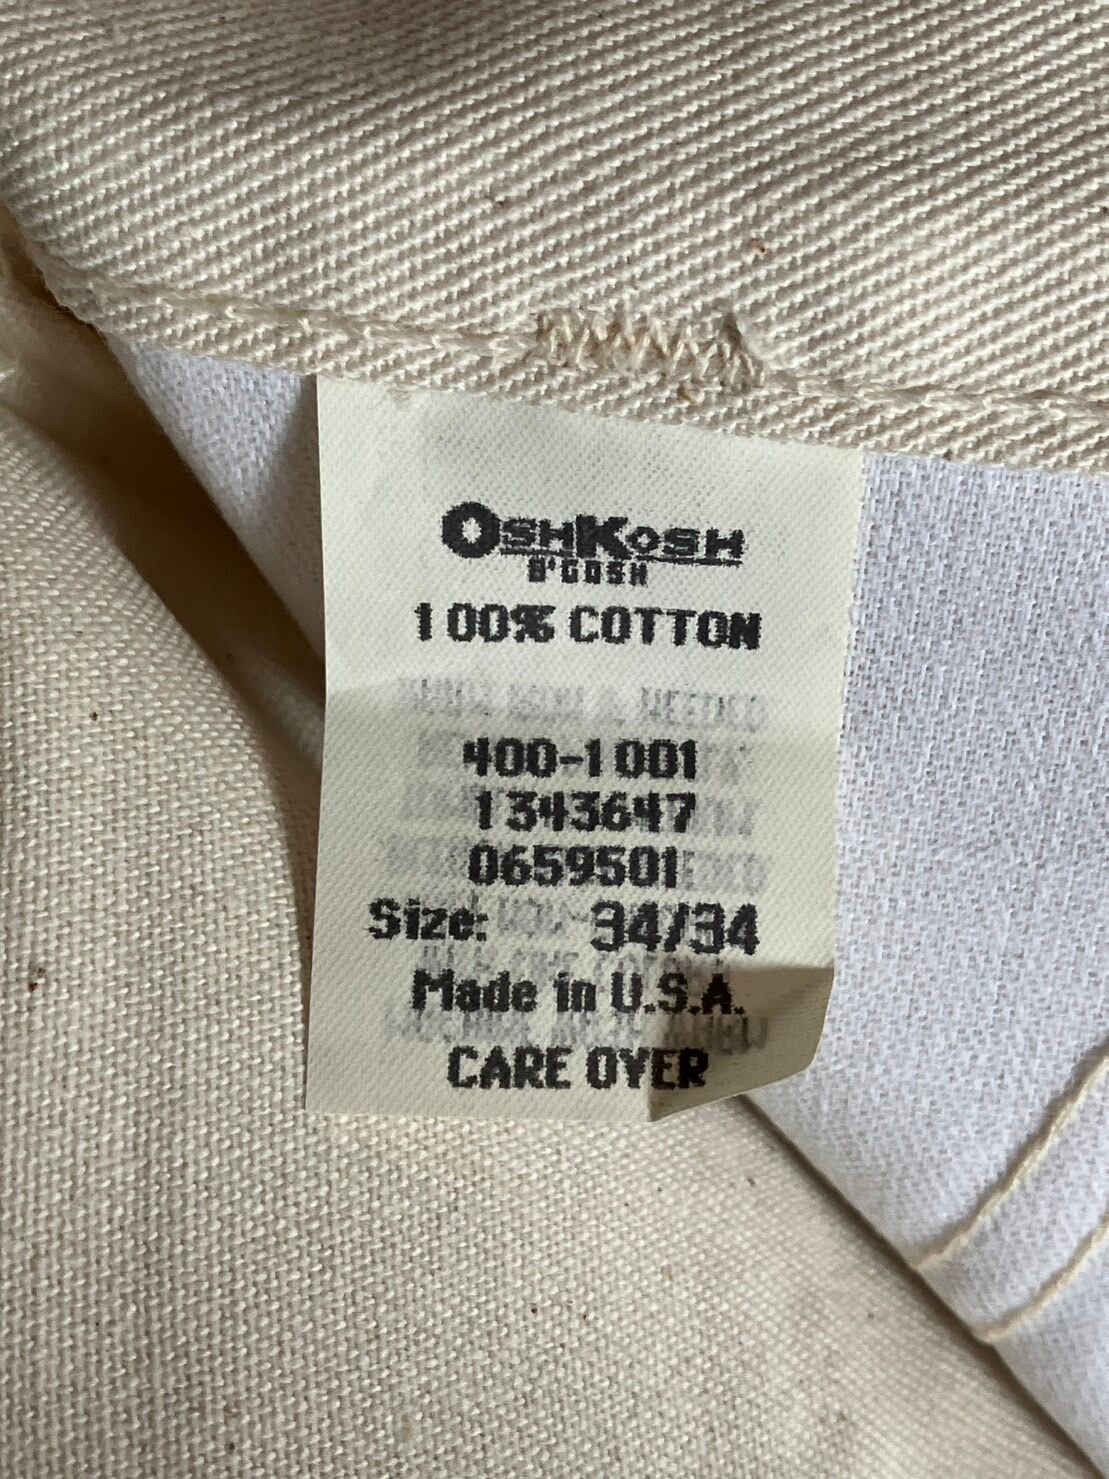 OSHKOSH
B'GOSH
100% COTTON
400-1001
1343647
0659501
Size: 34/34
Made in U.S.A.
CARE OVER